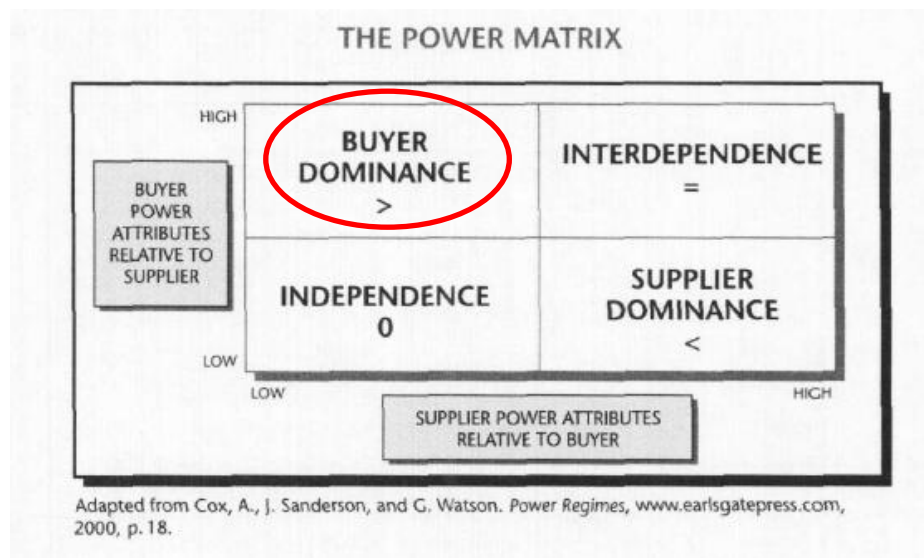 THE POWER MATRIX
HIGH
BUYER
DOMINANCE
>
INTERDEPENDENCE
=
BUYER
POWER
ATTRIBUTES
RELATIVE TO
SUPPLIER
INDEPENDENCE
0
SUPPLIER
DOMINANCE
<
LOW
LOW
HIGH
SUPPLIER POWER ATTRIBUTES
RELATIVE TO BUYER
Adapted from Cox, A., J. Sanderson, and G. Watson. Power Regimes, www.earlsgatepress.com,
2000, p. 18.